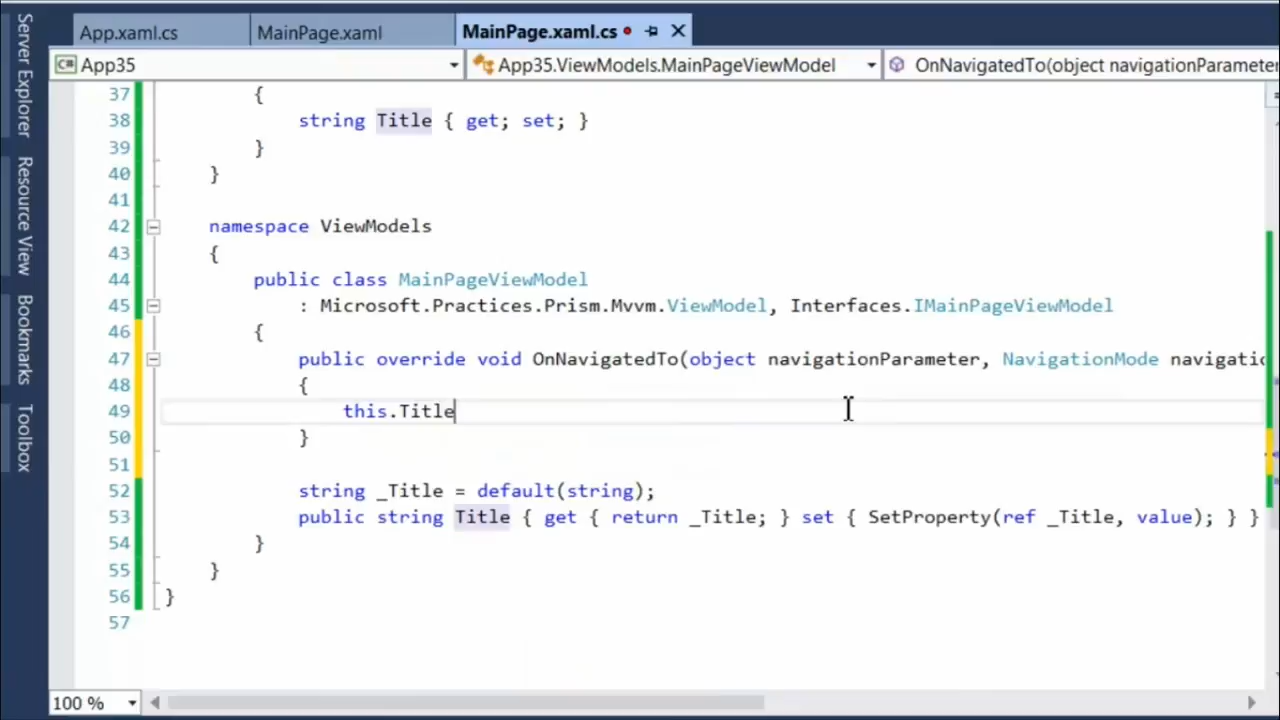 App.xaml.cs MainPage.xaml MainPage.xaml.cs
App35 App35.ViewModels.MainPageViewModel OnNavigatedTo(object navigationParameter
Server Explorer
Resource View
Bookmarks
Toolbox
37 {
38 string Title { get; set; }
39 }
40 }
41
42 namespace ViewModels
43 {
44 public class MainPageViewModel
45 : Microsoft.Practices.Prism.Mvvm.ViewModel, Interfaces.IMainPageViewModel
46 {
47 public override void OnNavigatedTo(object navigationParameter, NavigationMode navigatio
48 {
49 this.Title
50 }
51
52 string _Title = default(string);
53 public string Title { get { return _Title; } set { SetProperty(ref _Title, value); } }
54 }
55 }
56 }
57
100 %